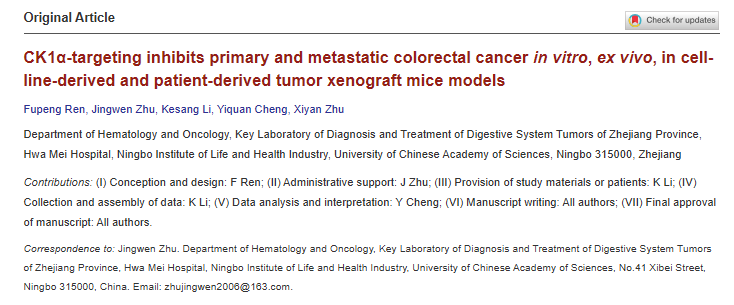 Original Article
Check for updates
CK1α-targeting inhibits primary and metastatic colorectal cancer in vitro, ex vivo, in cell-
line-derived and patient-derived tumor xenograft mice models
Fupeng Ren, Jingwen Zhu, Kesang Li, Yiquan Cheng, Xiyan Zhu
Department of Hematology and Oncology, Key Laboratory of Diagnosis and Treatment of Digestive System Tumors of Zhejiang Province,
Hwa Mei Hospital, Ningbo Institute of Life and Health Industry, University of Chinese Academy of Sciences, Ningbo 315000, Zhejiang
Contributions: (I) Conception and design: F Ren; (II) Administrative support: J Zhu; (III) Provision of study materials or patients: K Li; (IV)
Collection and assembly of data: K Li; (V) Data analysis and interpretation: Y Cheng; (VI) Manuscript writing: All authors; (VII) Final approval
of manuscript: All authors.
Correspondence to: Jingwen Zhu. Department of Hematology and Oncology, Key Laboratory of Diagnosis and Treatment of Digestive System Tumors
of Zhejiang Province, Hwa Mei Hospital, Ningbo Institute of Life and Health Industry, University of Chinese Academy of Sciences, No.41 Xibei Street,
Ningbo 315000, China. Email: zhujingwen2006@163.com.